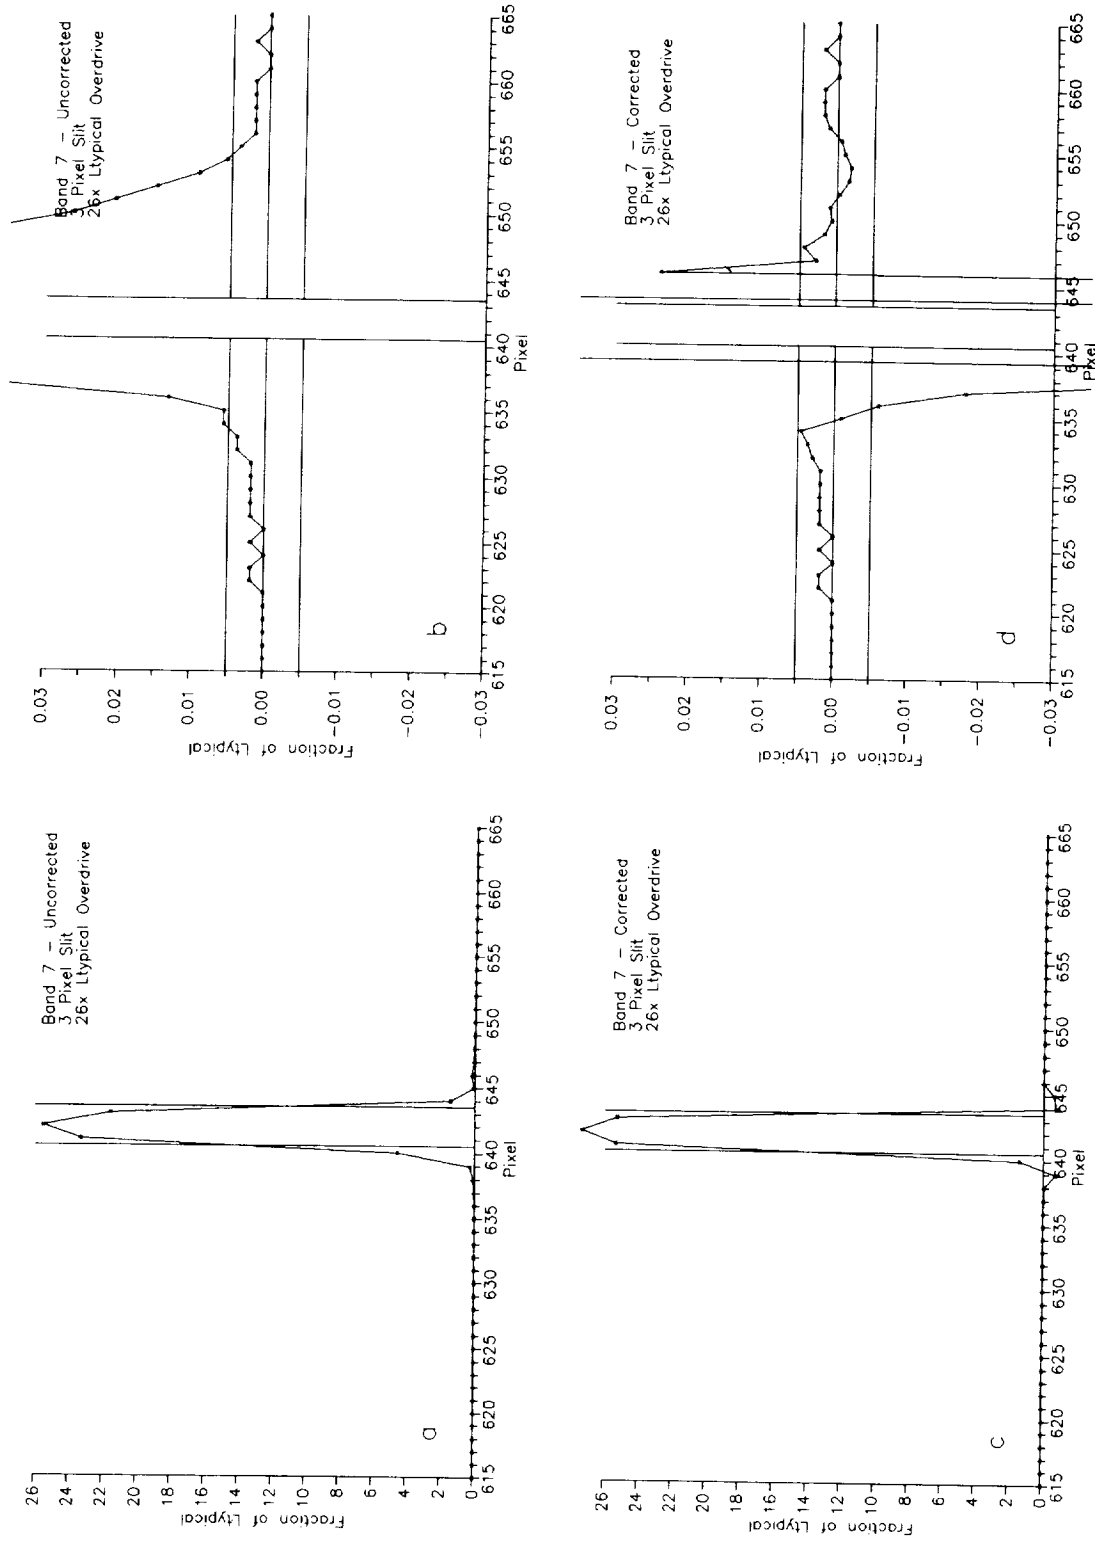 Band 7 – Uncorrected
3 Pixel Slit
26x Ltypical Overdrive
Fraction of Ltypical
26
24
22
20
18
16
14
12
10
8
6
4
2
0
a
615 620 625 630 635 640 645 650 655 660 665
Pixel
Band 7 – Uncorrected
3 Pixel Slit
26x Ltypical Overdrive
Fraction of Ltypical
0.03
0.02
0.01
0.00
−0.01
−0.02
−0.03
b
615 620 625 630 635 640 645 650 655 660 665
Pixel
Band 7 – Corrected
3 Pixel Slit
26x Ltypical Overdrive
Fraction of Ltypical
26
24
22
20
18
16
14
12
10
8
6
4
2
0
c
615 620 625 630 635 640 645 650 655 660 665
Pixel
Band 7 – Corrected
3 Pixel Slit
26x Ltypical Overdrive
Fraction of Ltypical
0.03
0.02
0.01
0.00
−0.01
−0.02
−0.03
d
615 620 625 630 635 640 645 650 655 660 665
Pixel